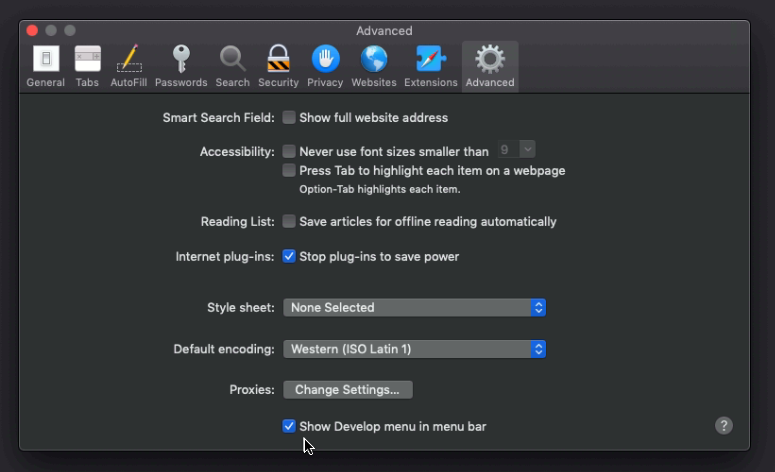 Advanced
General Tabs AutoFill Passwords Search Security Privacy Websites Extensions Advanced
Smart Search Field: Show full website address
Accessibility: Never use font sizes smaller than 9
Press Tab to highlight each item on a webpage
Option-Tab highlights each item.
Reading List: Save articles for offline reading automatically
Internet plug-ins: Stop plug-ins to save power
Style sheet: None Selected
Default encoding: Western (ISO Latin 1)
Proxies: Change Settings...
Show Develop menu in menu bar ?